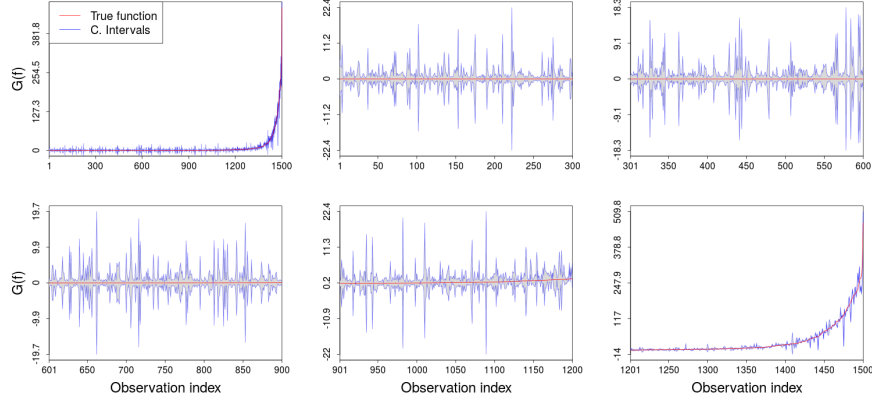 True function
C. Intervals
G(f)
381.8
254.5
127.3
0
1 300 600 900 1200 1500
22.4
11.2
0
-11.2
-22.4
1 50 100 150 200 250 300
18.3
9.1
0
-9.1
-18.3
301 350 400 450 500 550 600
G(f)
19.7
9.9
0
-9.9
-19.7
601 650 700 750 800 850 900
Observation index
22.4
11.3
0.2
-10.9
-22
901 950 1000 1050 1100 1150 1200
Observation index
509.8
378.8
247.9
117
-14
1201 1250 1300 1350 1400 1450 1500
Observation index